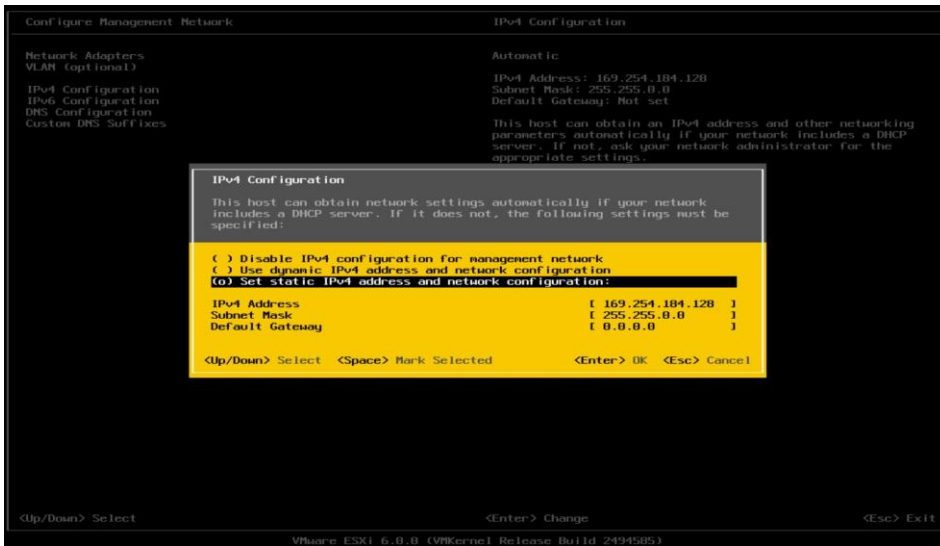 Configure Management Network
IPv4 Configuration
Network Adapters
VLAN (optional)
IPv4 Configuration
IPv6 Configuration
DNS Configuration
Custom DNS Suffixes
Automatic
IPv4 Address: 169.254.184.128
Subnet Mask: 255.255.0.0
Default Gateway: Not set
This host can obtain an IPv4 address and other networking
parameters automatically if your network includes a DHCP
server. If not, ask your network administrator for the
appropriate settings.
IPv4 Configuration
This host can obtain network settings automatically if your network
includes a DHCP server. If it does not, the following settings must be
specified:
( ) Disable IPv4 configuration for management network
( ) Use dynamic IPv4 address and network configuration
(o) Set static IPv4 address and network configuration:
IPv4 Address [ 169.254.184.128 ]
Subnet Mask [ 255.255.0.0 ]
Default Gateway [ 0.0.0.0 ]
<Up/Down> Select <Space> Mark Selected <Enter> OK <Esc> Cancel
<Up/Down> Select <Enter> Change <Esc> Exit
VMware ESXi 6.0.0 (VMKernel Release Build 2494585)